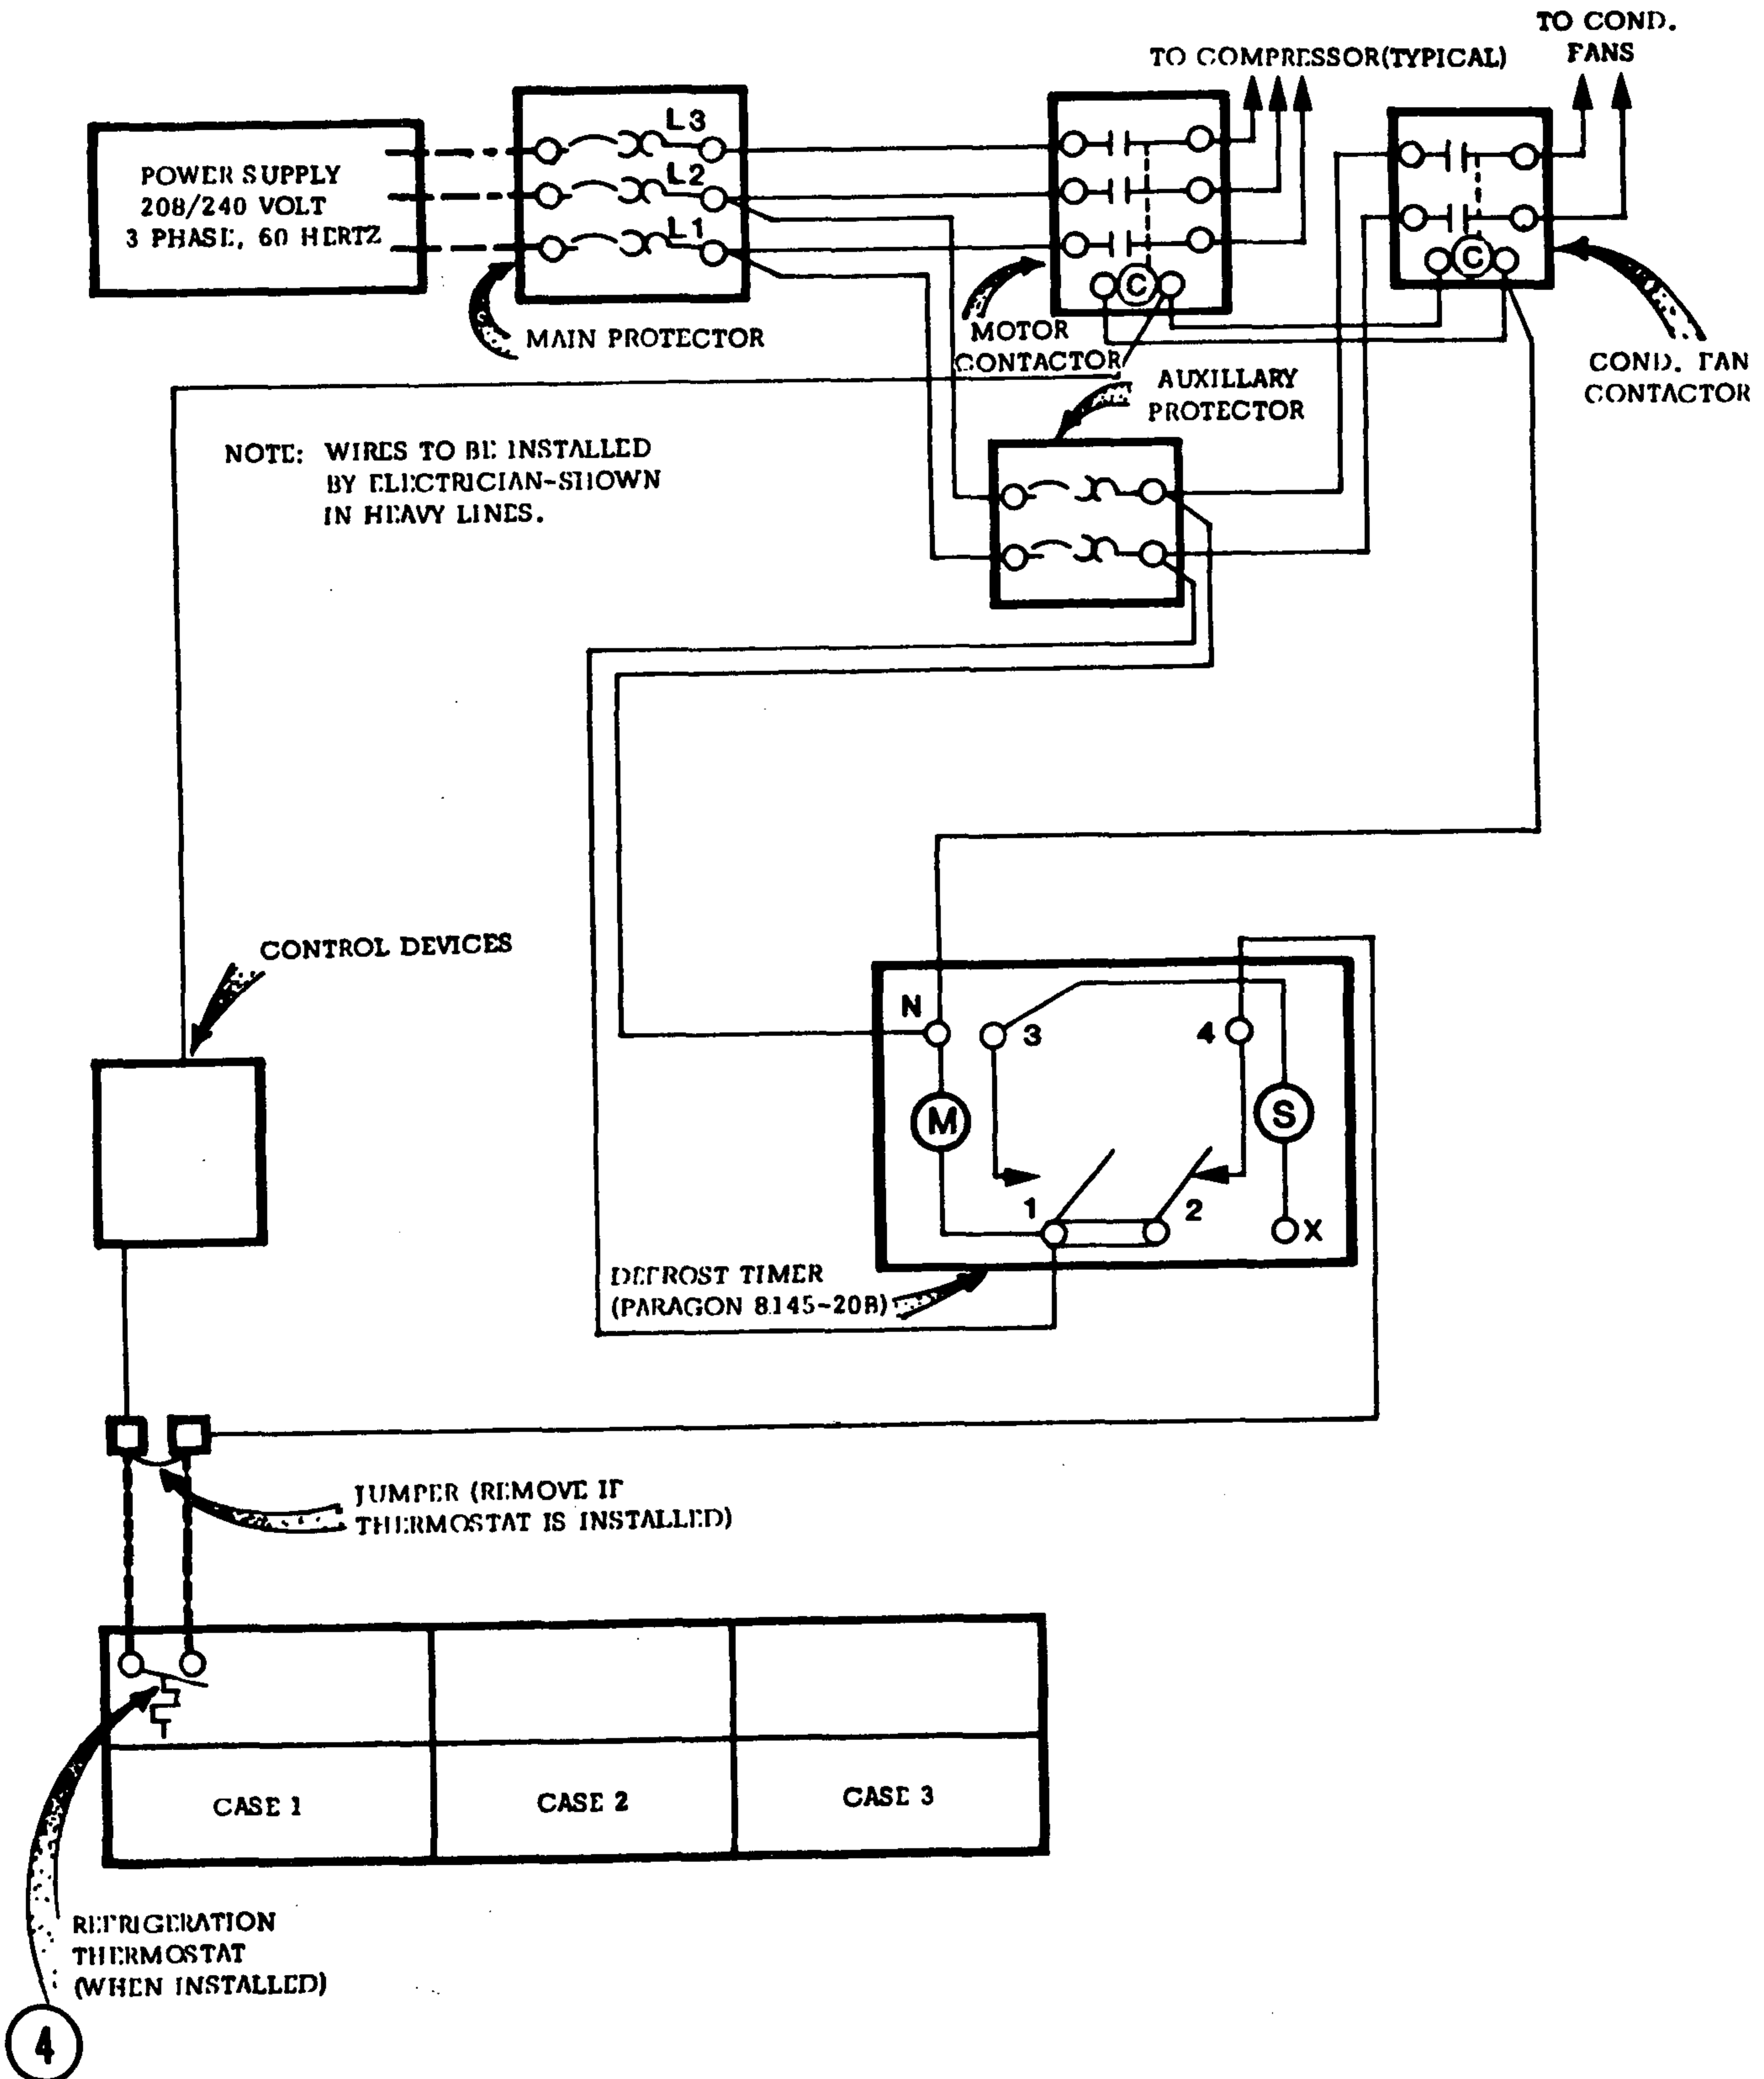 TO COND.
FANS
TO COMPRESSOR(TYPICAL)
POWER SUPPLY
208/240 VOLT
3 PHASE, 60 HERTZ
L3
L2
L1
MAIN PROTECTOR
C
MOTOR
CONTACTOR
C
COND. FAN
CONTACTOR
AUXILLARY
PROTECTOR
NOTE: WIRES TO BE INSTALLED
BY ELECTRICIAN-SHOWN
IN HEAVY LINES.
CONTROL DEVICES
N
3
4
M
S
1
2
X
DEFROST TIMER
(PARAGON 8145-20B)
JUMPER (REMOVE IF
THERMOSTAT IS INSTALLED)
CASE 1
CASE 2
CASE 3
REFRIGERATION
THERMOSTAT
(WHEN INSTALLED)
4